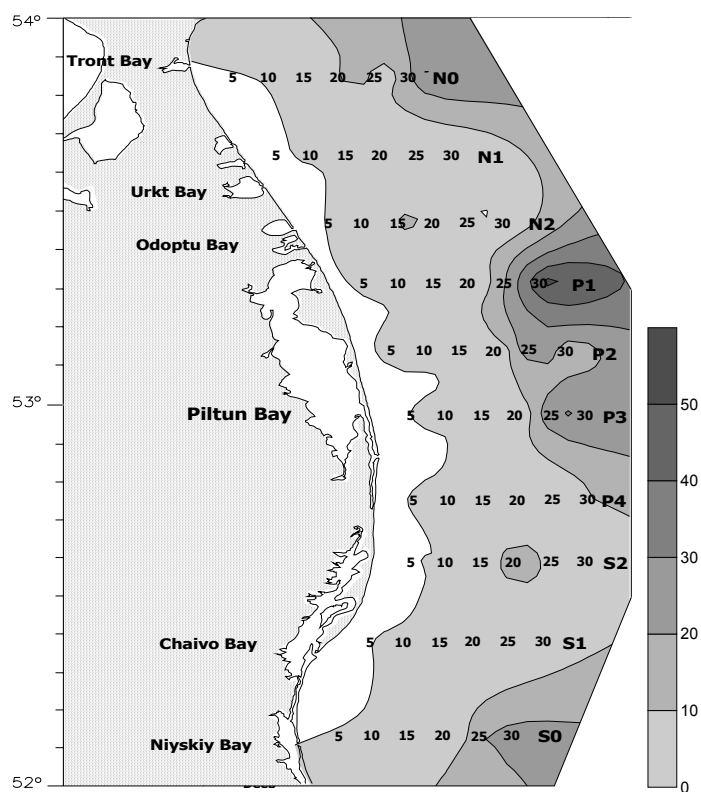 54°
Tront Bay
5 10 15 20 25 30 N0
5 10 15 20 25 30 N1
Urkt Bay
5 10 15 20 25 30 N2
Odoptu Bay
5 10 15 20 25 30 P1
5 10 15 20 25 30 P2
53°
Piltun Bay
5 10 15 20 25 30 P3
50
40
5 10 15 20 25 30 P4
30
5 10 15 20 25 30 S2
20
Chaivo Bay
5 10 15 20 25 30 S1
10
5 10 15 20 25 30 S0
Niyskiy Bay
52°
0